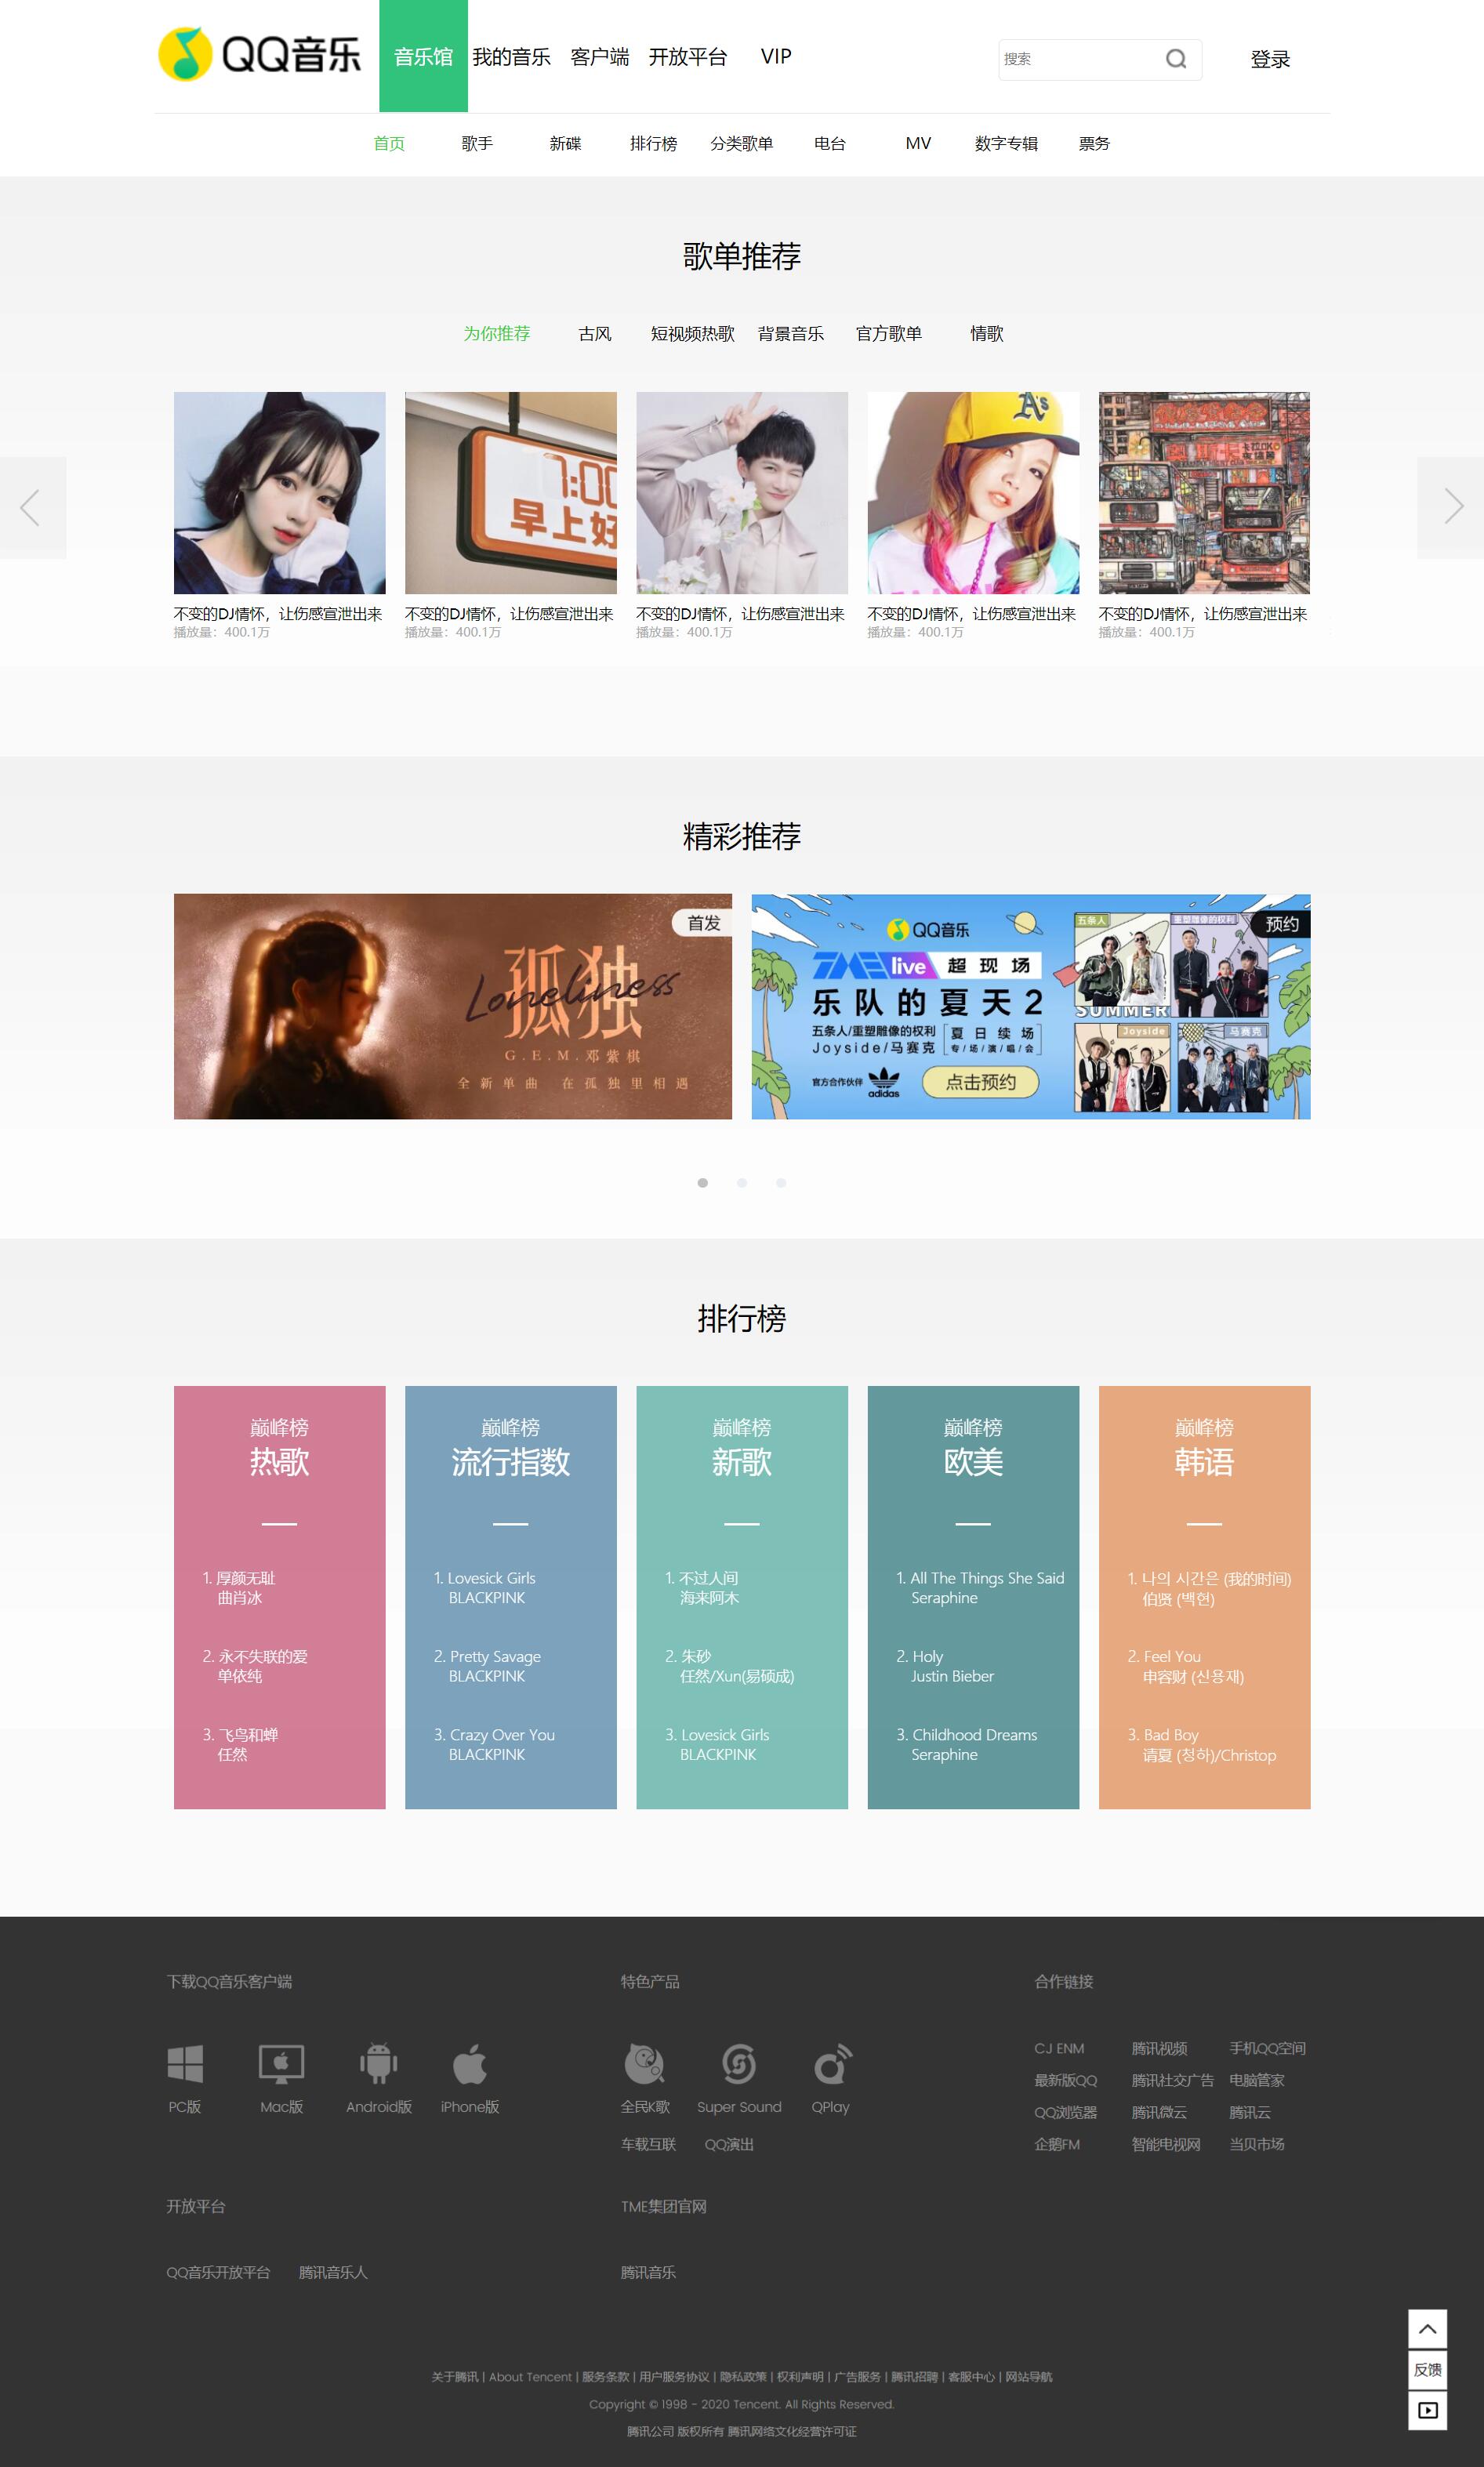 QQ音乐
音乐馆 我的音乐 客户端 开放平台 VIP
搜索
登录
首页 歌手 新碟 排行榜 分类歌单 电台 MV 数字专辑 票务
歌单推荐
为你推荐 古风 短视频热歌 背景音乐 官方歌单 情歌
A's
1:00
早上好
不变的DJ情怀，让伤感宣泄出来
播放量：400.1万
不变的DJ情怀，让伤感宣泄出来
播放量：400.1万
不变的DJ情怀，让伤感宣泄出来
播放量：400.1万
不变的DJ情怀，让伤感宣泄出来
播放量：400.1万
不变的DJ情怀，让伤感宣泄出来
播放量：400.1万
精彩推荐
首发
孤独
Loneliness
G.E.M.邓紫棋
全新单曲 在孤独里相遇
QQ音乐
TME live 超现场
乐队的夏天2
五条人/重塑雕像的权利
Joyside/马赛克
夏日续场
专/场/演/唱/会
官方合作伙伴 adidas
点击预约
五条人
重塑雕像的权利
预约
SUMMER
Joyside
马赛克
排行榜
巅峰榜
热歌
1. 厚颜无耻
曲肖冰
2. 永不失联的爱
单依纯
3. 飞鸟和蝉
任然
巅峰榜
流行指数
1. Lovesick Girls
BLACKPINK
2. Pretty Savage
BLACKPINK
3. Crazy Over You
BLACKPINK
巅峰榜
新歌
1. 不过人间
海来阿木
2. 朱砂
任然/Xun(易硕成)
3. Lovesick Girls
BLACKPINK
巅峰榜
欧美
1. All The Things She Said
Seraphine
2. Holy
Justin Bieber
3. Childhood Dreams
Seraphine
巅峰榜
韩语
1. 나의 시간은 (我的时间)
伯贤 (백현)
2. Feel You
申容财 (신용재)
3. Bad Boy
请夏 (청하)/Christop
下载QQ音乐客户端
PC版 Mac版 Android版 iPhone版
特色产品
全民K歌 Super Sound QPlay
车载互联 QQ演出
合作链接
CJ ENM 腾讯视频 手机QQ空间
最新版QQ 腾讯社交广告 电脑管家
QQ浏览器 腾讯微云 腾讯云
企鹅FM 智能电视网 当贝市场
开放平台
QQ音乐开放平台 腾讯音乐人
TME集团官网
腾讯音乐
反馈
关于腾讯 | About Tencent | 服务条款 | 用户服务协议 | 隐私政策 | 权利声明 | 广告服务 | 腾讯招聘 | 客服中心 | 网站导航
Copyright © 1998 - 2020 Tencent. All Rights Reserved.
腾讯公司 版权所有 腾讯网络文化经营许可证